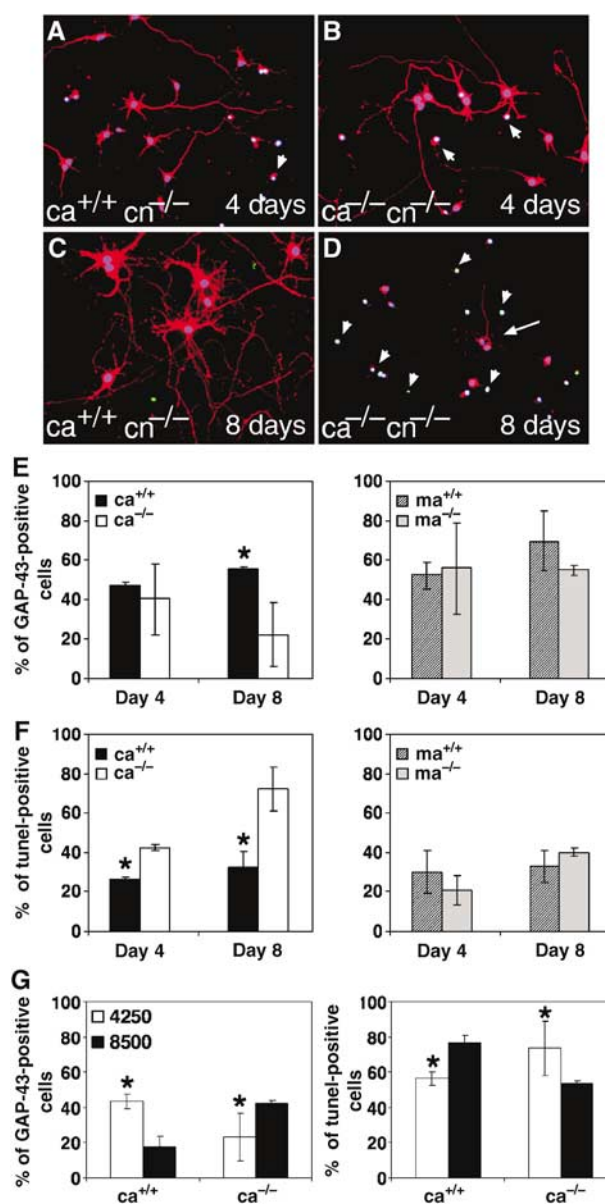 A
ca+/+ cn−/− 4 days
B
ca−/−cn−/− 4 days
C
ca+/+ cn−/− 8 days
D
ca−/−cn−/− 8 days
E
% of GAP-43-positive cells
100
80
60
40
20
0
ca+/+
ca−/−
*
Day 4 Day 8
100
80
60
40
20
0
ma+/+
ma−/−
Day 4 Day 8
F
% of tunel-positive cells
100
80
60
40
20
0
ca+/+
ca−/−
* *
Day 4 Day 8
100
80
60
40
20
0
ma+/+
ma−/−
Day 4 Day 8
G
% of GAP-43-positive cells
100
80
60
40
20
0
4250
8500
* *
ca+/+ ca−/−
% of tunel-positive cells
100
80
60
40
20
0
* *
ca+/+ ca−/−